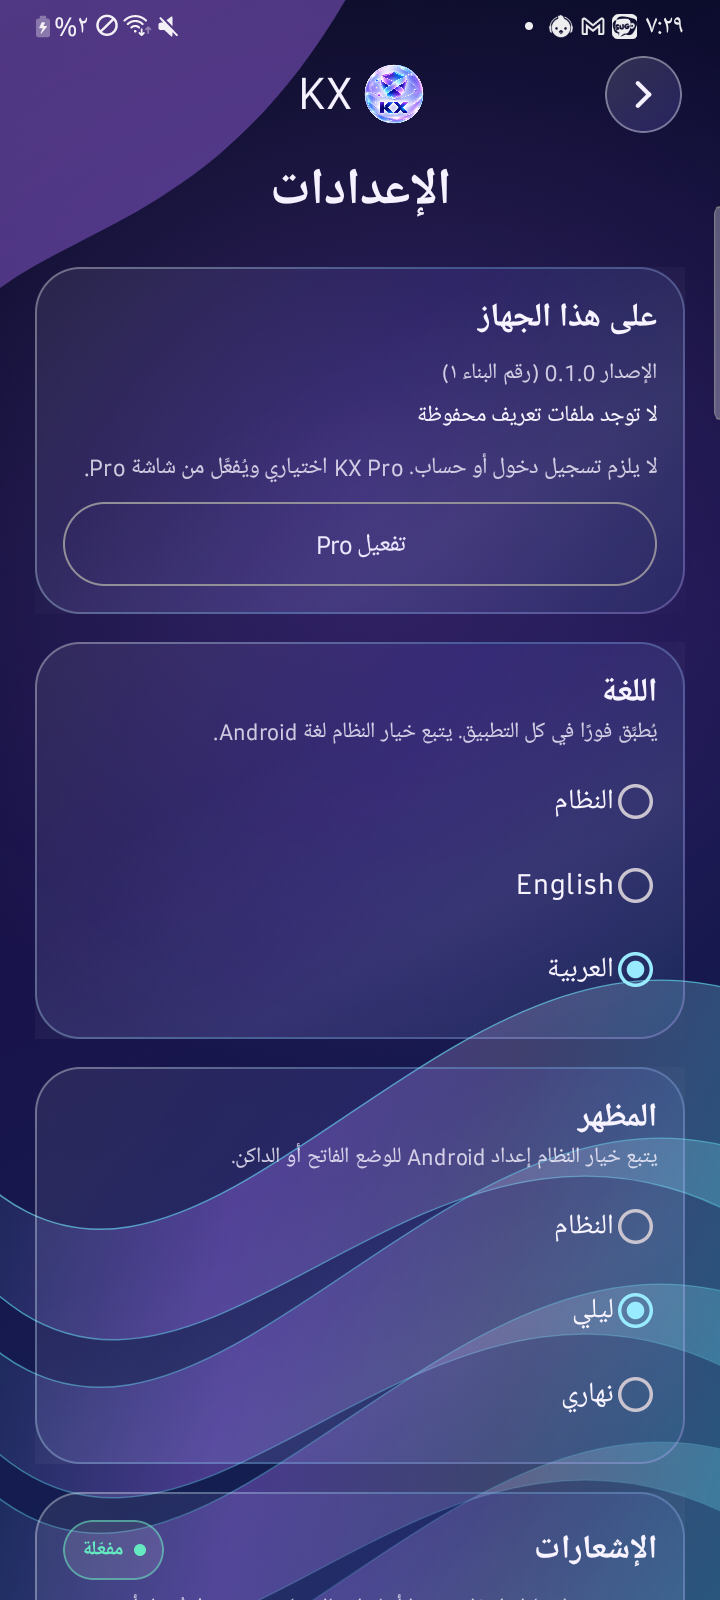 ٧:٢٩
%٢
KX
KX
الإعدادات
على هذا الجهاز
الإصدار 0.1.0 (رقم البناء ١)
لا توجد ملفات تعريف محفوظة
لا يلزم تسجيل دخول أو حساب. KX Pro اختياري ويُفعَّل من شاشة Pro.
تفعيل Pro
اللغة
يُطبَّق فورًا في كل التطبيق. يتبع خيار النظام لغة Android.
النظام
English
العربية
المظهر
يتبع خيار النظام إعداد Android للوضع الفاتح أو الداكن.
النظام
ليلي
نهاري
الإشعارات
مفعّلة